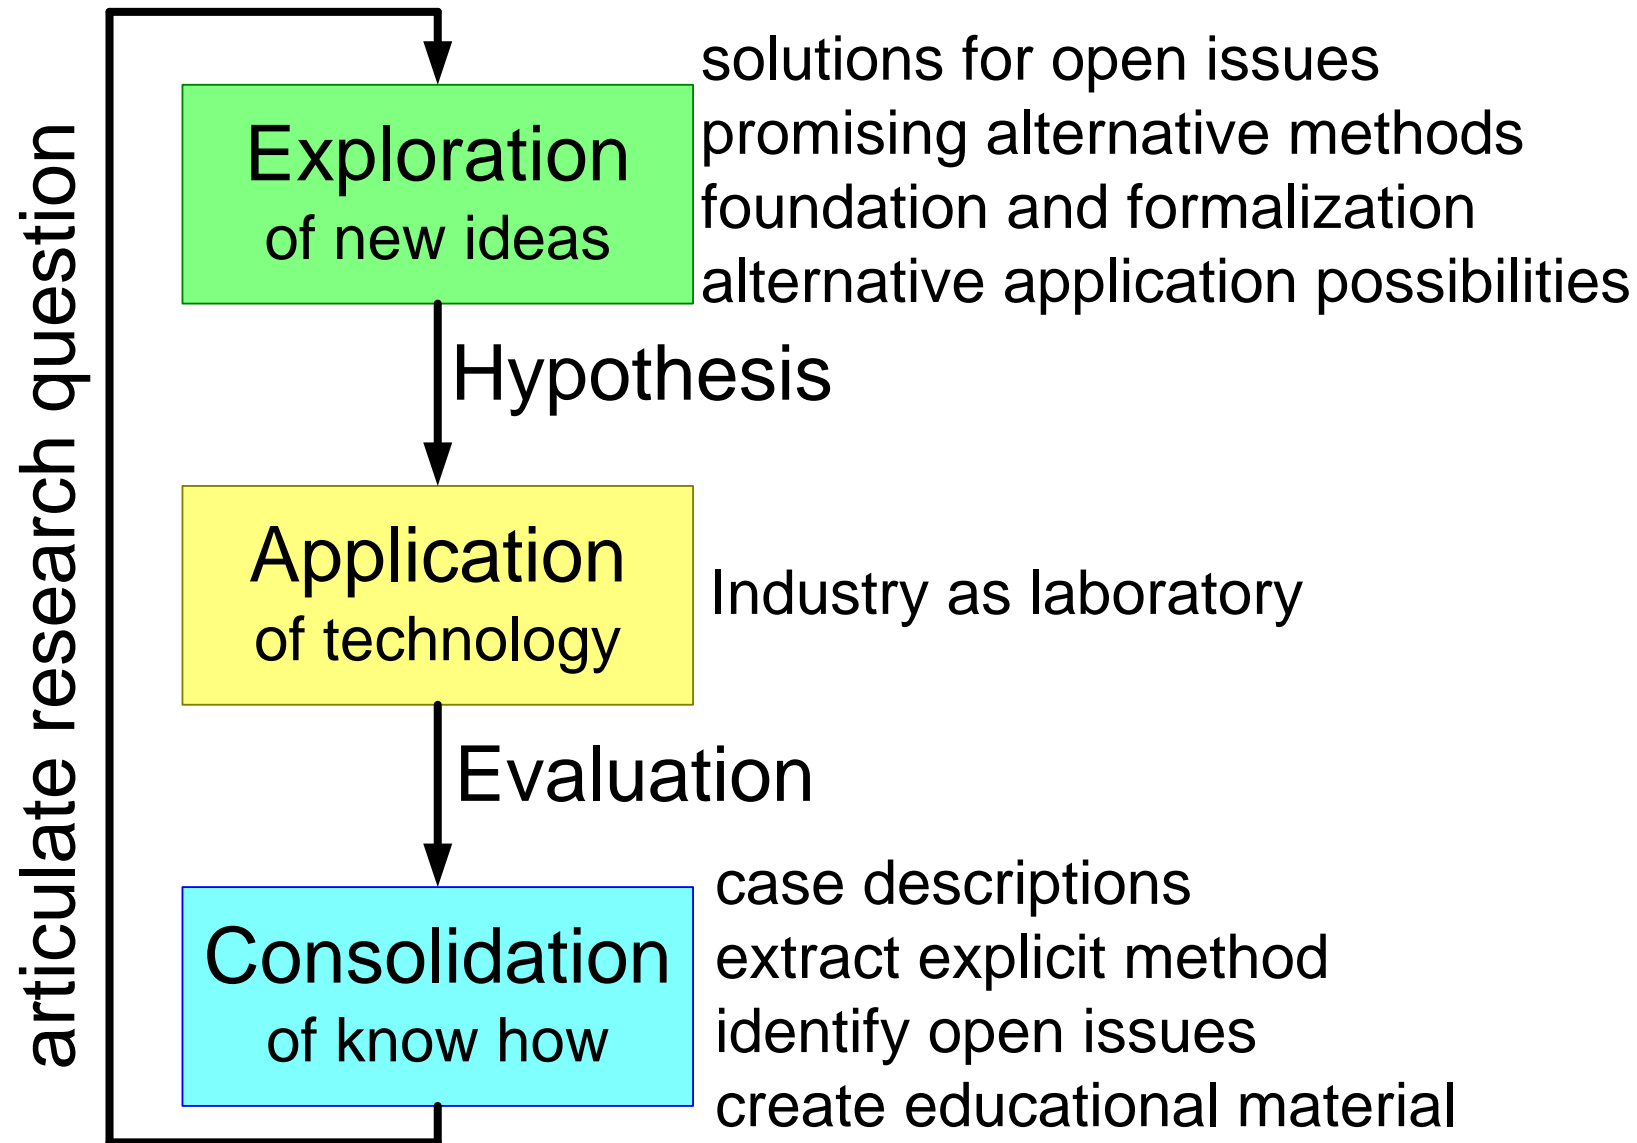 articulate research question
Exploration
of new ideas
solutions for open issues
promising alternative methods
foundation and formalization
alternative application possibilities
Hypothesis
Application
of technology
Industry as laboratory
Evaluation
Consolidation
of know how
case descriptions
extract explicit method
identify open issues
create educational material